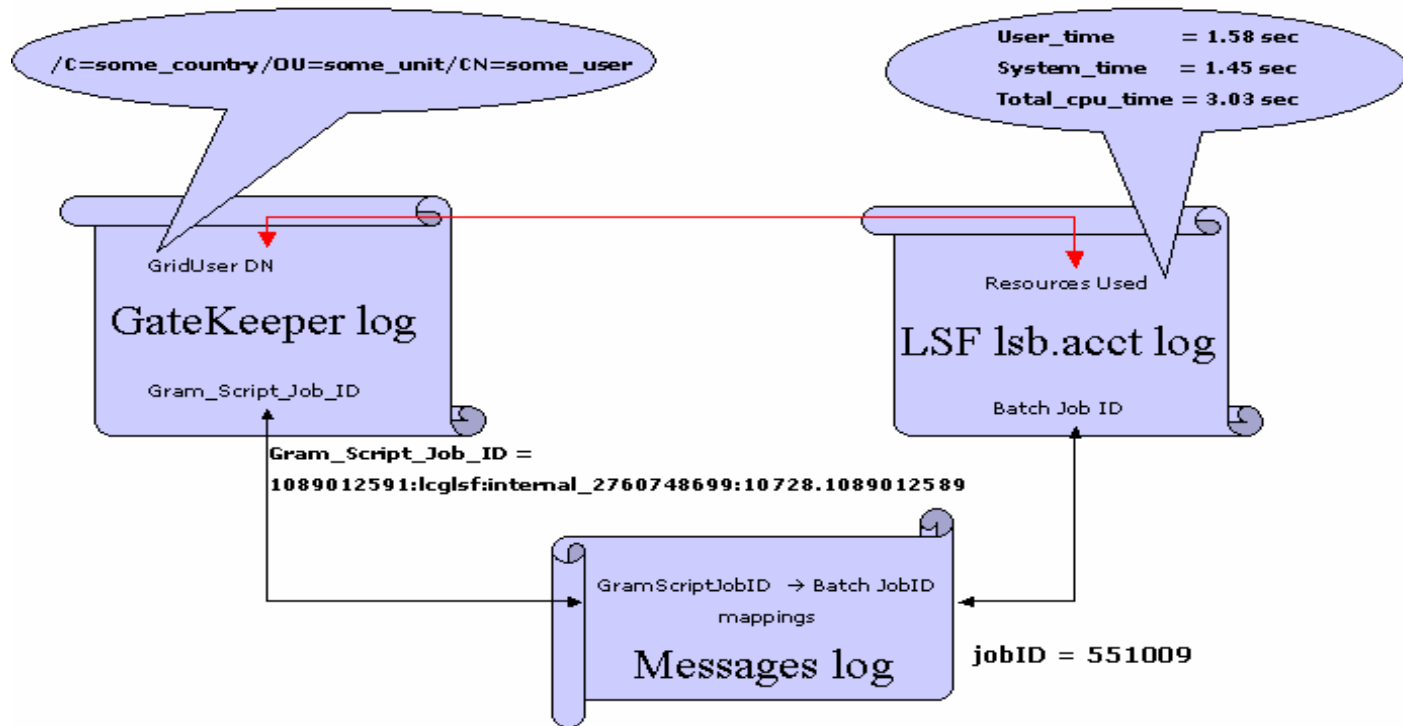 /C=some_country/OU=some_unit/CN=some_user
User_time = 1.58 sec
System_time = 1.45 sec
Total_cpu_time = 3.03 sec
GridUser DN
GateKeeper log
Gram_Script_Job_ID
Resources Used
LSF lsb.acct log
Batch Job ID
Gram_Script_Job_ID =
1089012591:lcglsf:internal_2760748699:10728.1089012589
GramScriptJobID → Batch JobID
mappings
Messages log
jobID = 551009